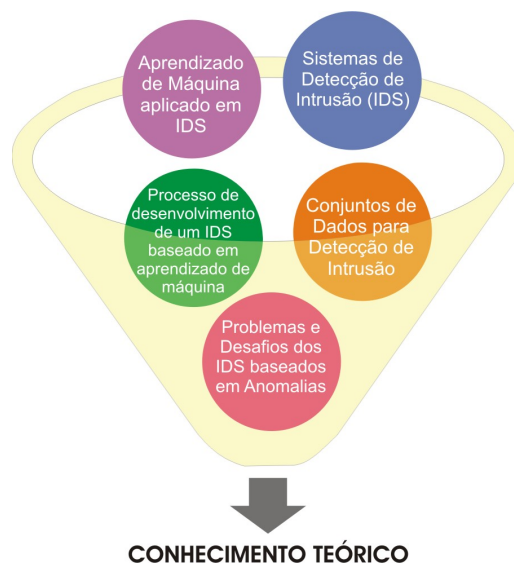 Aprendizado
de Máquina
aplicado em
IDS
Sistemas de
Detecção de
Intrusão (IDS)
Processo de
desenvolvimento
de um IDS
baseado em
aprendizado de
máquina
Conjuntos de
Dados para
Detecção de
Intrusão
Problemas e
Desafios dos
IDS baseados
em Anomalias
CONHECIMENTO TEÓRICO